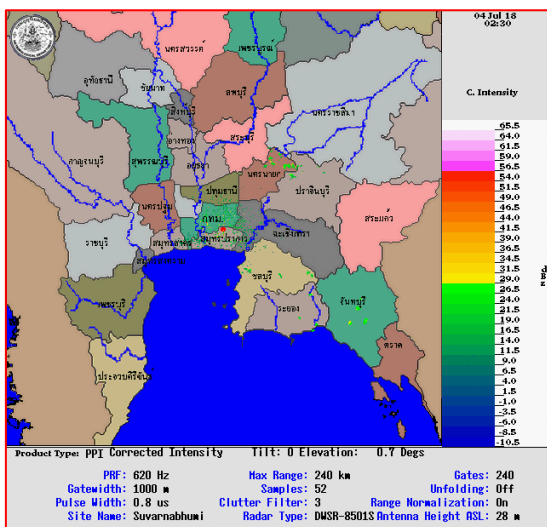 04 Jul 18
02:30
C. Intensity
65.5
64.0
61.5
59.0
56.5
54.0
51.5
49.0
46.5
44.0
41.5
39.0
36.5
34.0
31.5
29.0
26.5
24.0
21.5
19.0
16.5
14.0
11.5
9.0
6.5
4.0
1.5
-1.0
-3.5
-6.0
-8.5
-10.5
นครสวรรค์
เพชรบูรณ์
อุทัยธานี
ชัยนาท
ลพบุรี
สิงห์บุรี
นครราชสีมา
อ่างทอง
สระบุรี
กาญจนบุรี
สุพรรณบุรี
อยุธยา
นครนายก
ปราจีนบุรี
ปทุมธานี
นครปฐม
กทม.
สระแก้ว
ราชบุรี
สมุทรสาคร
สมุทรปราการ
ฉะเชิงเทรา
ชลบุรี
เพชรบุรี
ระยอง
จันทบุรี
ตราด
ประจวบคีรีขันธ์
Product Type: PPI Corrected Intensity Tilt: 0 Elevation: 0.7 Degs
PRF: 620 Hz Max Range: 240 km Gates: 240
Gatewidth: 1000 m Samples: 52 Unfolding: Off
Pulse Width: 0.8 us Clutter Filter: 3 Range Normalization: On
Site Name: Suvarnabhumi Radar Type: DWSR-8501S Antenna Height ASL: 28 m